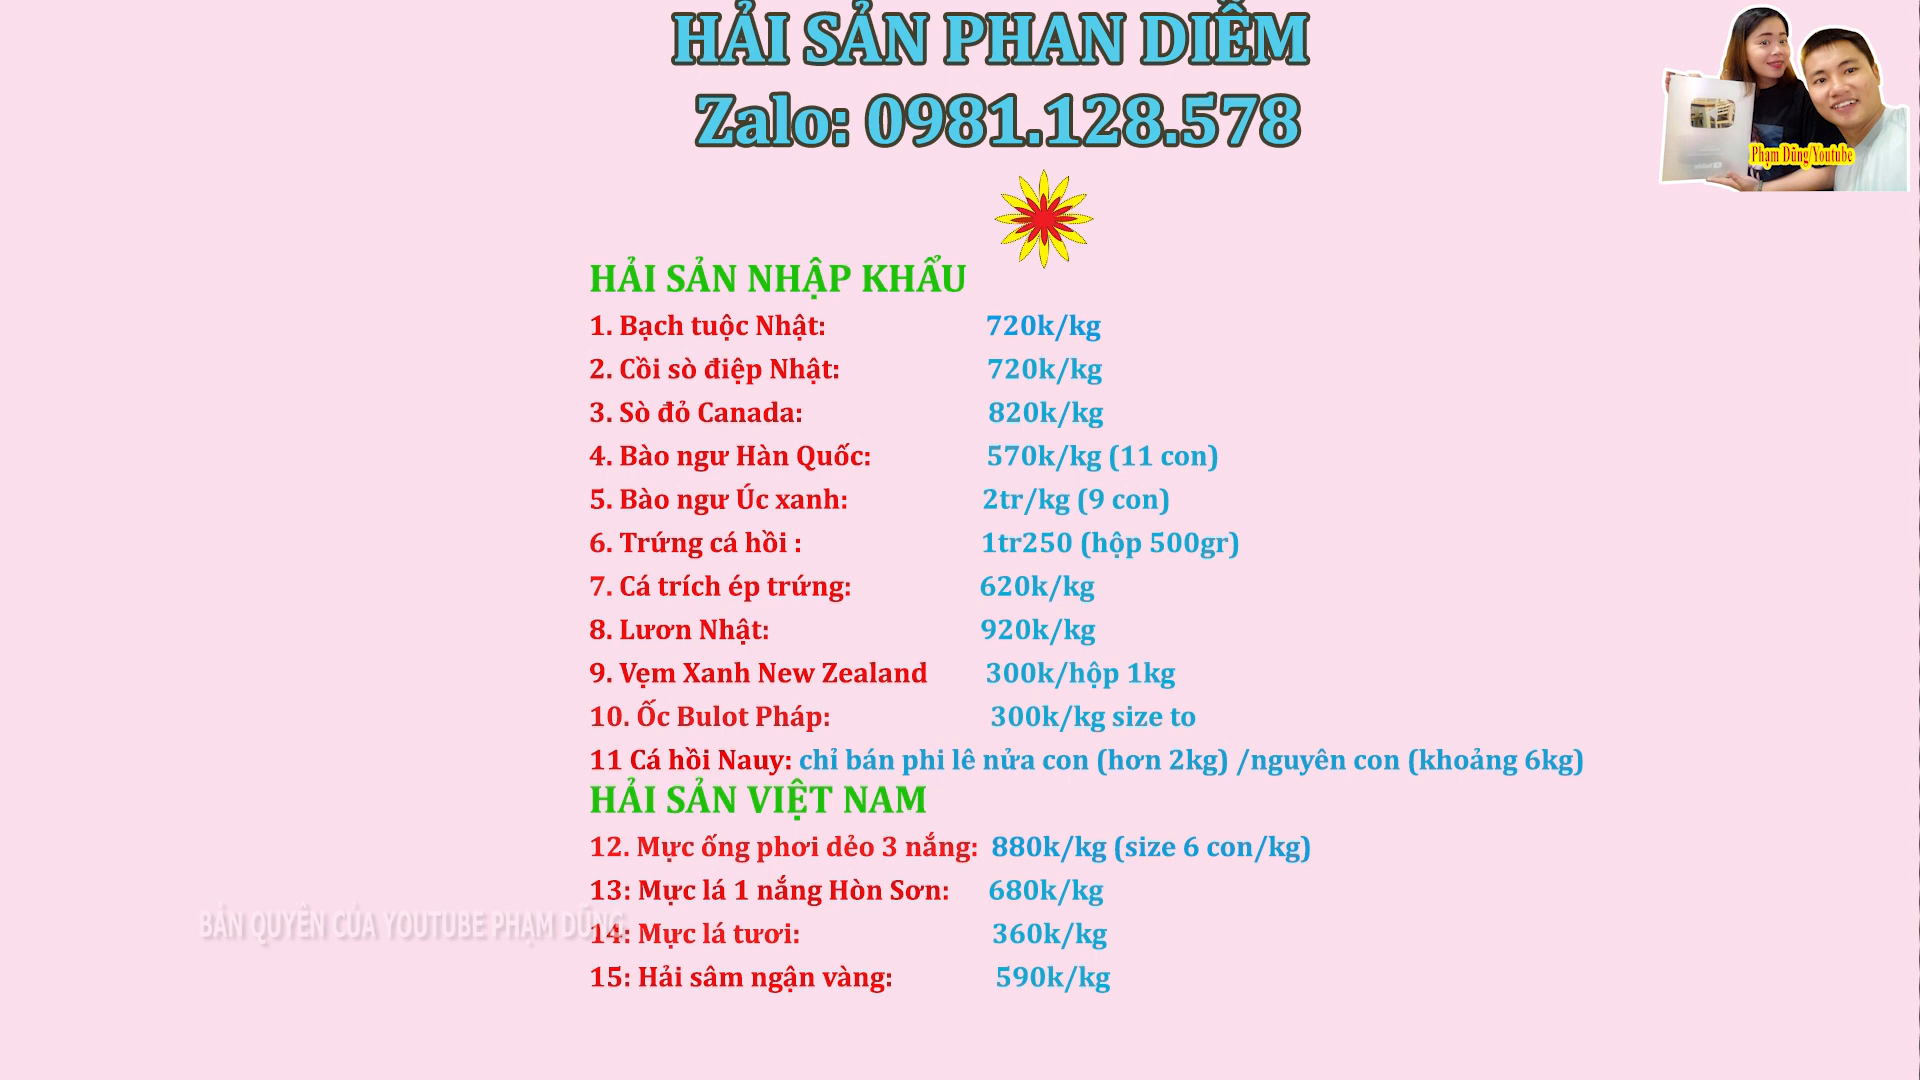 HẢI SẢN PHAN DIỄM
Zalo: 0981.128.578
Phạm Dũng Youtube
HẢI SẢN NHẬP KHẨU
1. Bạch tuộc Nhật: 720k/kg
2. Cồi sò điệp Nhật: 720k/kg
3. Sò đỏ Canada: 820k/kg
4. Bào ngư Hàn Quốc: 570k/kg (11 con)
5. Bào ngư Úc xanh: 2tr/kg (9 con)
6. Trứng cá hồi : 1tr250 (hộp 500gr)
7. Cá trích ép trứng: 620k/kg
8. Lươn Nhật: 920k/kg
9. Vẹm Xanh New Zealand 300k/hộp 1kg
10. Ốc Bulot Pháp: 300k/kg size to
11 Cá hồi Nauy: chỉ bán phi lê nửa con (hơn 2kg) /nguyên con (khoảng 6kg)
HẢI SẢN VIỆT NAM
12. Mực ống phơi dẻo 3 nắng: 880k/kg (size 6 con/kg)
13: Mực lá 1 nắng Hòn Sơn: 680k/kg
BẢN QUYỀN CỦA YOUTUBE PHẠM DŨNG
14: Mực lá tươi: 360k/kg
15: Hải sâm ngận vàng: 590k/kg